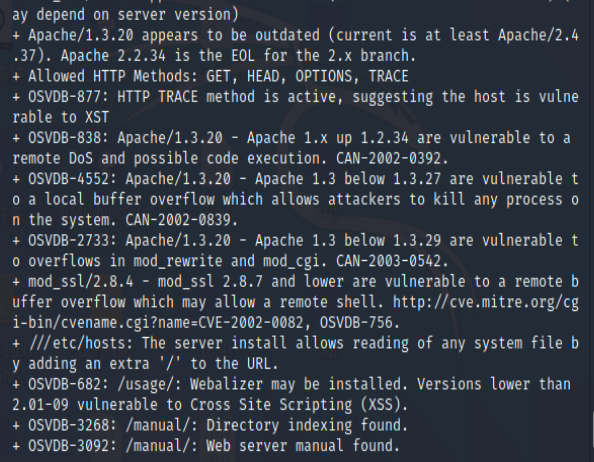 ay depend on server version)
+ Apache/1.3.20 appears to be outdated (current is at least Apache/2.4
.37). Apache 2.2.34 is the EOL for the 2.x branch.
+ Allowed HTTP Methods: GET, HEAD, OPTIONS, TRACE
+ OSVDB-877: HTTP TRACE method is active, suggesting the host is vulne
rable to XST
+ OSVDB-838: Apache/1.3.20 - Apache 1.x up 1.2.34 are vulnerable to a
remote DoS and possible code execution. CAN-2002-0392.
+ OSVDB-4552: Apache/1.3.20 - Apache 1.3 below 1.3.27 are vulnerable t
o a local buffer overflow which allows attackers to kill any process o
n the system. CAN-2002-0839.
+ OSVDB-2733: Apache/1.3.20 - Apache 1.3 below 1.3.29 are vulnerable t
o overflows in mod_rewrite and mod_cgi. CAN-2003-0542.
+ mod_ssl/2.8.4 - mod_ssl 2.8.7 and lower are vulnerable to a remote b
uffer overflow which may allow a remote shell. http://cve.mitre.org/cg
i-bin/cvename.cgi?name=CVE-2002-0082, OSVDB-756.
+ ///etc/hosts: The server install allows reading of any system file b
y adding an extra '/' to the URL.
+ OSVDB-682: /usage/: Webalizer may be installed. Versions lower than
2.01-09 vulnerable to Cross Site Scripting (XSS).
+ OSVDB-3268: /manual/: Directory indexing found.
+ OSVDB-3092: /manual/: Web server manual found.